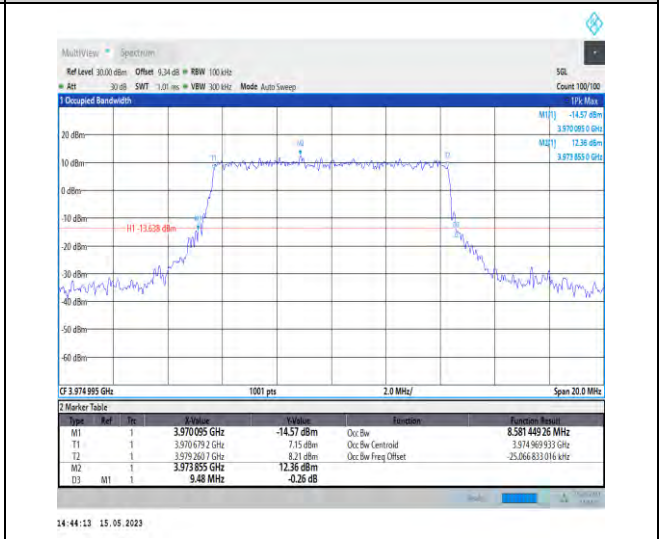 MultiView Spectrum
Ref Level 30.00 dBm Offset 9.34 dB RBW 100 kHz SGL
Att 30 dB SWT 1.01 ms VBW 300 kHz Mode Auto Sweep Count 100/100
1 Occupied Bandwidth 1Pk Max
M1[1] -14.57 dBm
3.970 095 0 GHz
M2[1] 12.36 dBm
3.973 855 0 GHz
20 dBm
10 dBm
0 dBm
-10 dBm
H1 -13.638 dBm
-20 dBm
-30 dBm
-40 dBm
-50 dBm
-60 dBm
T1
T2
CF 3.974 995 GHz 1001 pts 2.0 MHz/ Span 20.0 MHz
2 Marker Table
Type Ref Trc X-Value Y-Value Function Function Result
M1 1 3.970095 GHz -14.57 dBm Occ Bw 8.581 449 26 MHz
T1 1 3.970 679 2 GHz 7.15 dBm Occ Bw Centroid 3.974 969 933 GHz
T2 1 3.979 260 7 GHz 8.21 dBm Occ Bw Freq Offset -25.066 833 016 kHz
M2 1 3.973 855 GHz 12.36 dBm
D3 M1 1 9.48 MHz -0.26 dB
14:44:13 15.05.2023